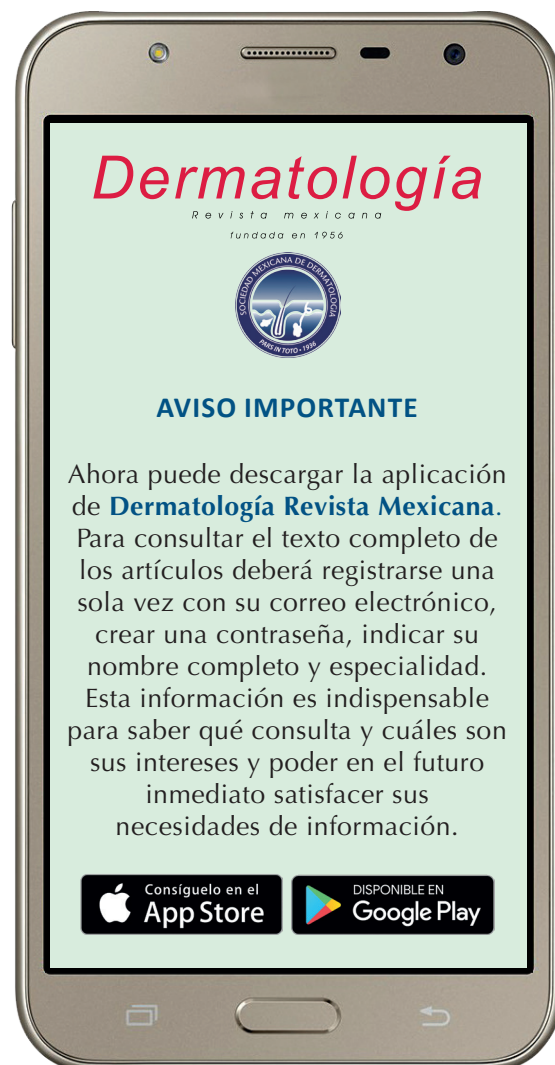 Dermatología
Revista mexicana
fundada en 1956
SOCIEDAD MEXICANA DE DERMATOLOGÍA
PARS IN TOTO • 1936
AVISO IMPORTANTE
Ahora puede descargar la aplicación
de Dermatología Revista Mexicana.
Para consultar el texto completo de
los artículos deberá registrarse una
sola vez con su correo electrónico,
crear una contraseña, indicar su
nombre completo y especialidad.
Esta información es indispensable
para saber qué consulta y cuáles son
sus intereses y poder en el futuro
inmediato satisfacer sus
necesidades de información.
Consíguelo en el
App Store
DISPONIBLE EN
Google Play